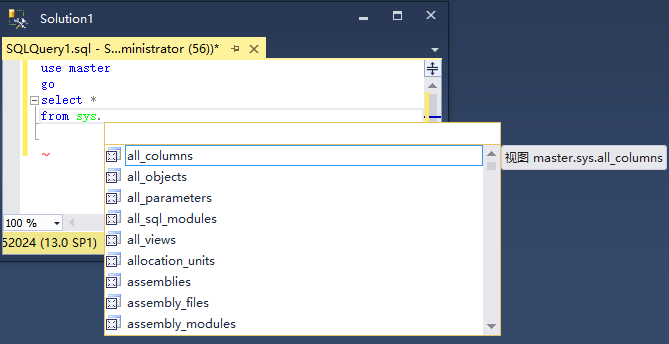 Solution1
SQLQuery1.sql - S...ministrator (56))*
use master
go
select *
from sys.
all_columns
视图 master.sys.all_columns
all_objects
all_parameters
all_sql_modules
all_views
allocation_units
assemblies
assembly_files
assembly_modules
100 %
52024 (13.0 SP1)